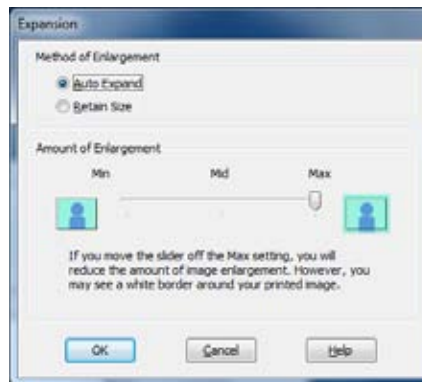 Expansion
Method of Enlargement
Auto Expand
Retain Size
Amount of Enlargement
Min Mid Max
If you move the slider off the Max setting, you will
reduce the amount of image enlargement. However, you
may see a white border around your printed image.
OK Cancel Help